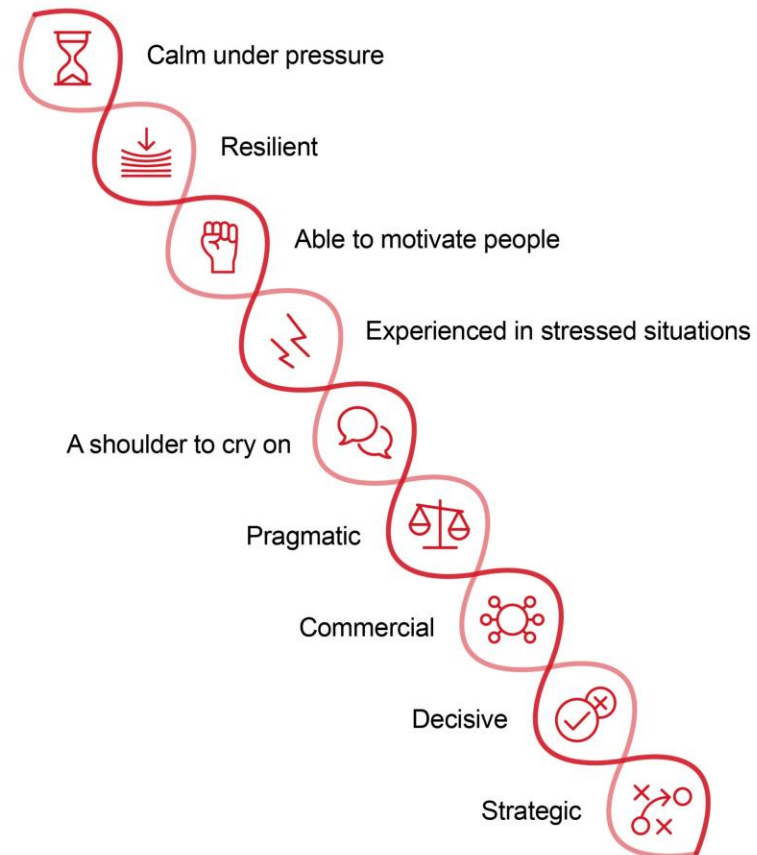 Calm under pressure
Resilient
Able to motivate people
Experienced in stressed situations
A shoulder to cry on
Pragmatic
Commercial
Decisive
Strategic